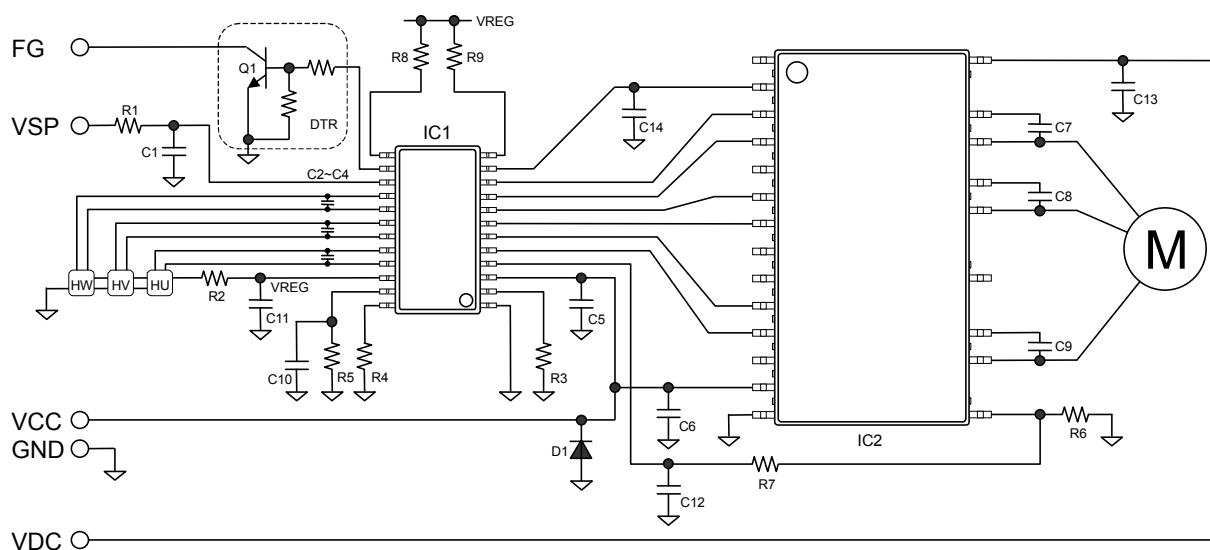 VREG
FG
R8
R9
Q1
DTR
C13
VSP
R1
C1
IC1
C14
C7
C2~C4
C8
M
HW
HV
HU
R2
VREG
C11
C5
C10
R5
R4
R3
C9
VCC
GND
D1
C6
IC2
R6
R7
C12
VDC